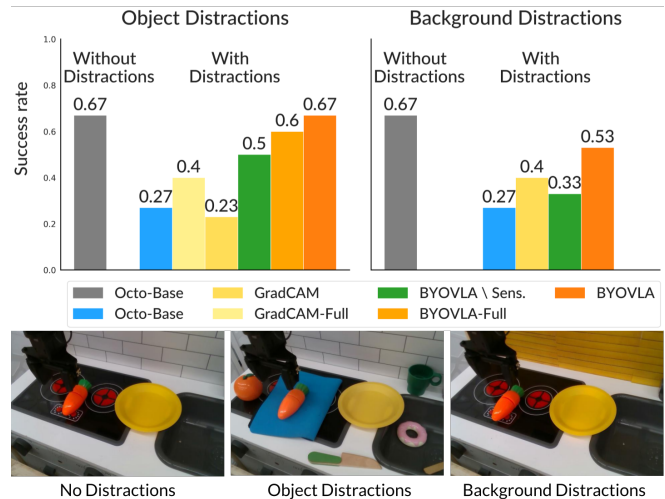 Object Distractions
Background Distractions
Success rate
1.0
0.8
0.6
0.4
0.2
0.0
Without
Distractions
With
Distractions
0.67
0.27
0.4
0.23
0.5
0.6
0.67
Without
Distractions
With
Distractions
0.67
0.27
0.4
0.33
0.53
Octo-Base
GradCAM
BYOVLA \ Sens.
BYOVLA
Octo-Base
GradCAM-Full
BYOVLA-Full
No Distractions
Object Distractions
Background Distractions